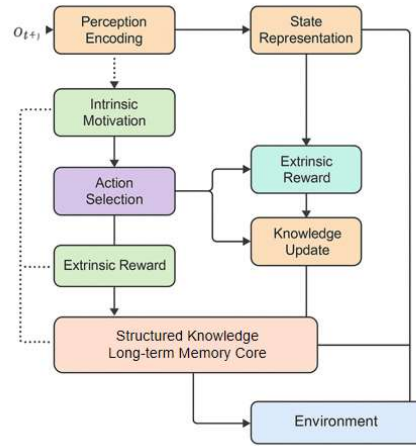 o_{t+j}
Perception
Encoding
State
Representation
Intrinsic
Motivation
Action
Selection
Extrinsic
Reward
Knowledge
Update
Extrinsic Reward
Structured Knowledge
Long-term Memory Core
Environment